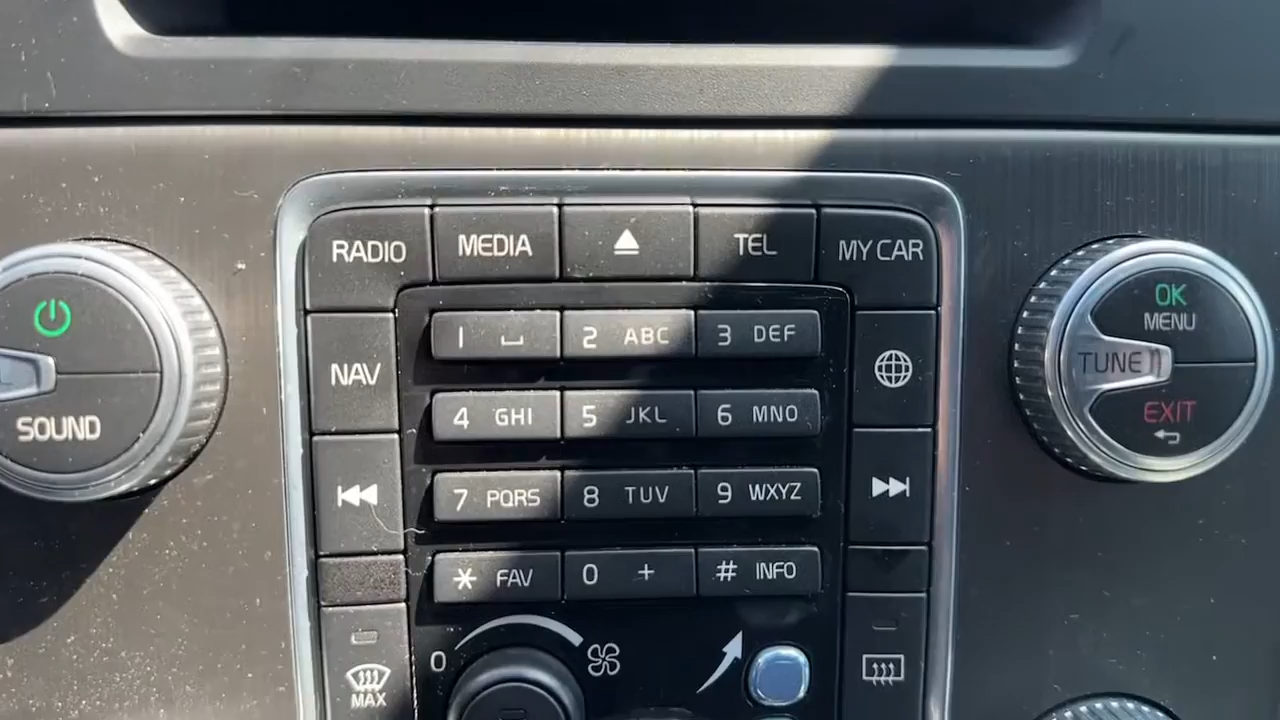 RADIO
MEDIA
TEL
MY CAR
OK
MENU
1
2 ABC
3 DEF
NAV
TUNE
4 GHI
5 JKL
6 MNO
EXIT
SOUND
7 PQRS
8 TUV
9 WXYZ
* FAV
0 +
# INFO
0
MAX